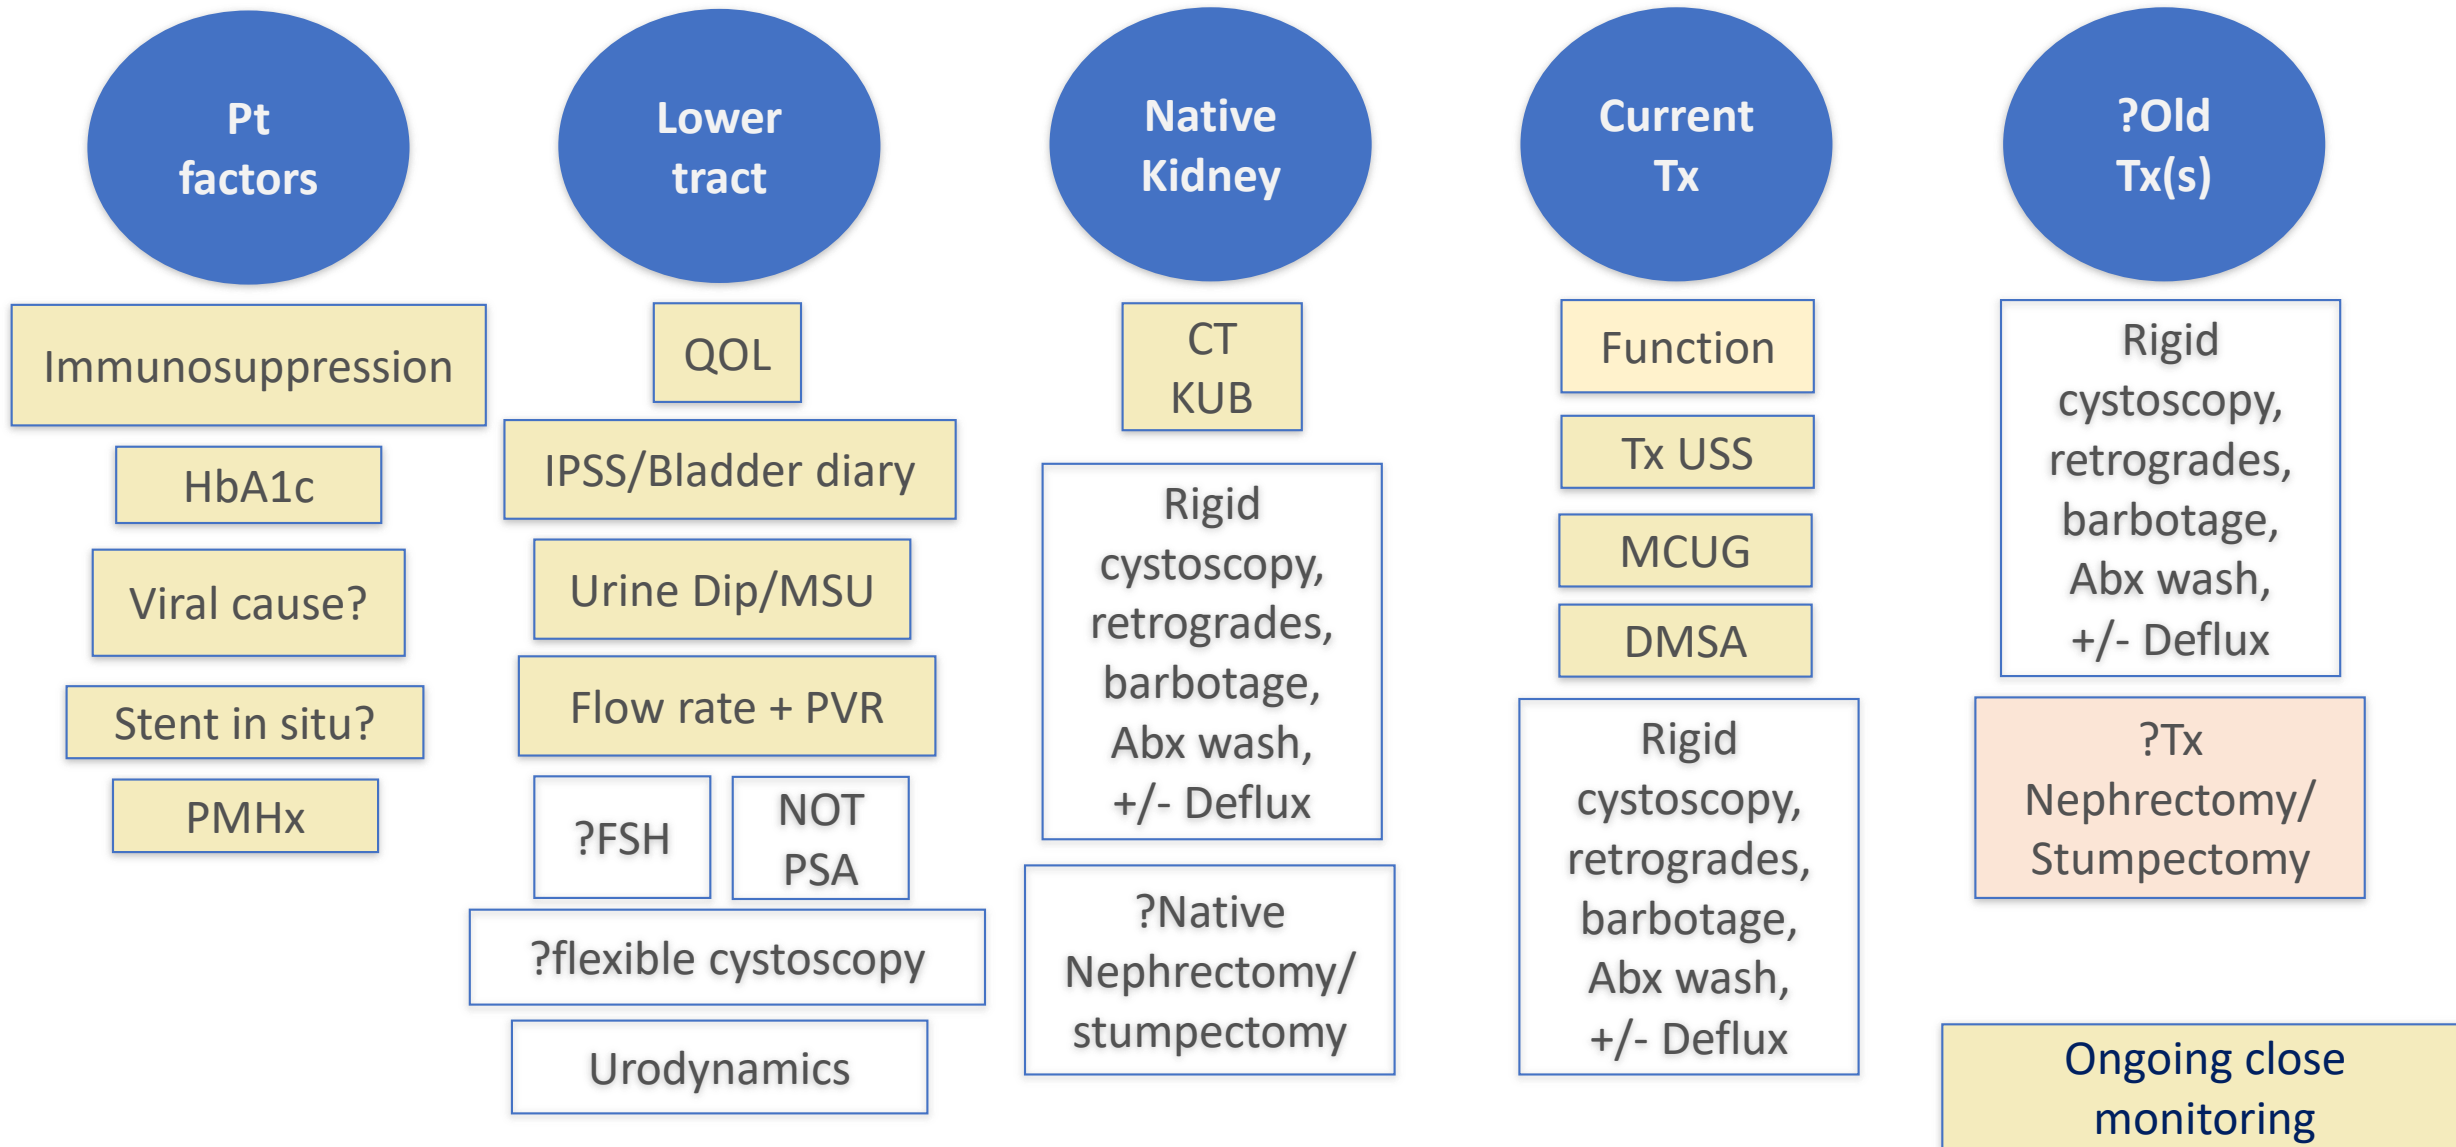 Pt
factors
Immunosuppression
HbA1c
Viral cause?
Stent in situ?
PMHx
Lower
tract
QOL
IPSS/Bladder diary
Urine Dip/MSU
Flow rate + PVR
?FSH
NOT
PSA
?flexible cystoscopy
Urodynamics
Native
Kidney
CT
KUB
Rigid
cystoscopy,
retrogrades,
barbotage,
Abx wash,
+/- Deflux
?Native
Nephrectomy/
stumpectomy
Current
Tx
Function
Tx USS
MCUG
DMSA
Rigid
cystoscopy,
retrogrades,
barbotage,
Abx wash,
+/- Deflux
?Old
Tx(s)
Rigid
cystoscopy,
retrogrades,
barbotage,
Abx wash,
+/- Deflux
?Tx
Nephrectomy/
Stumpectomy
Ongoing close
monitoring